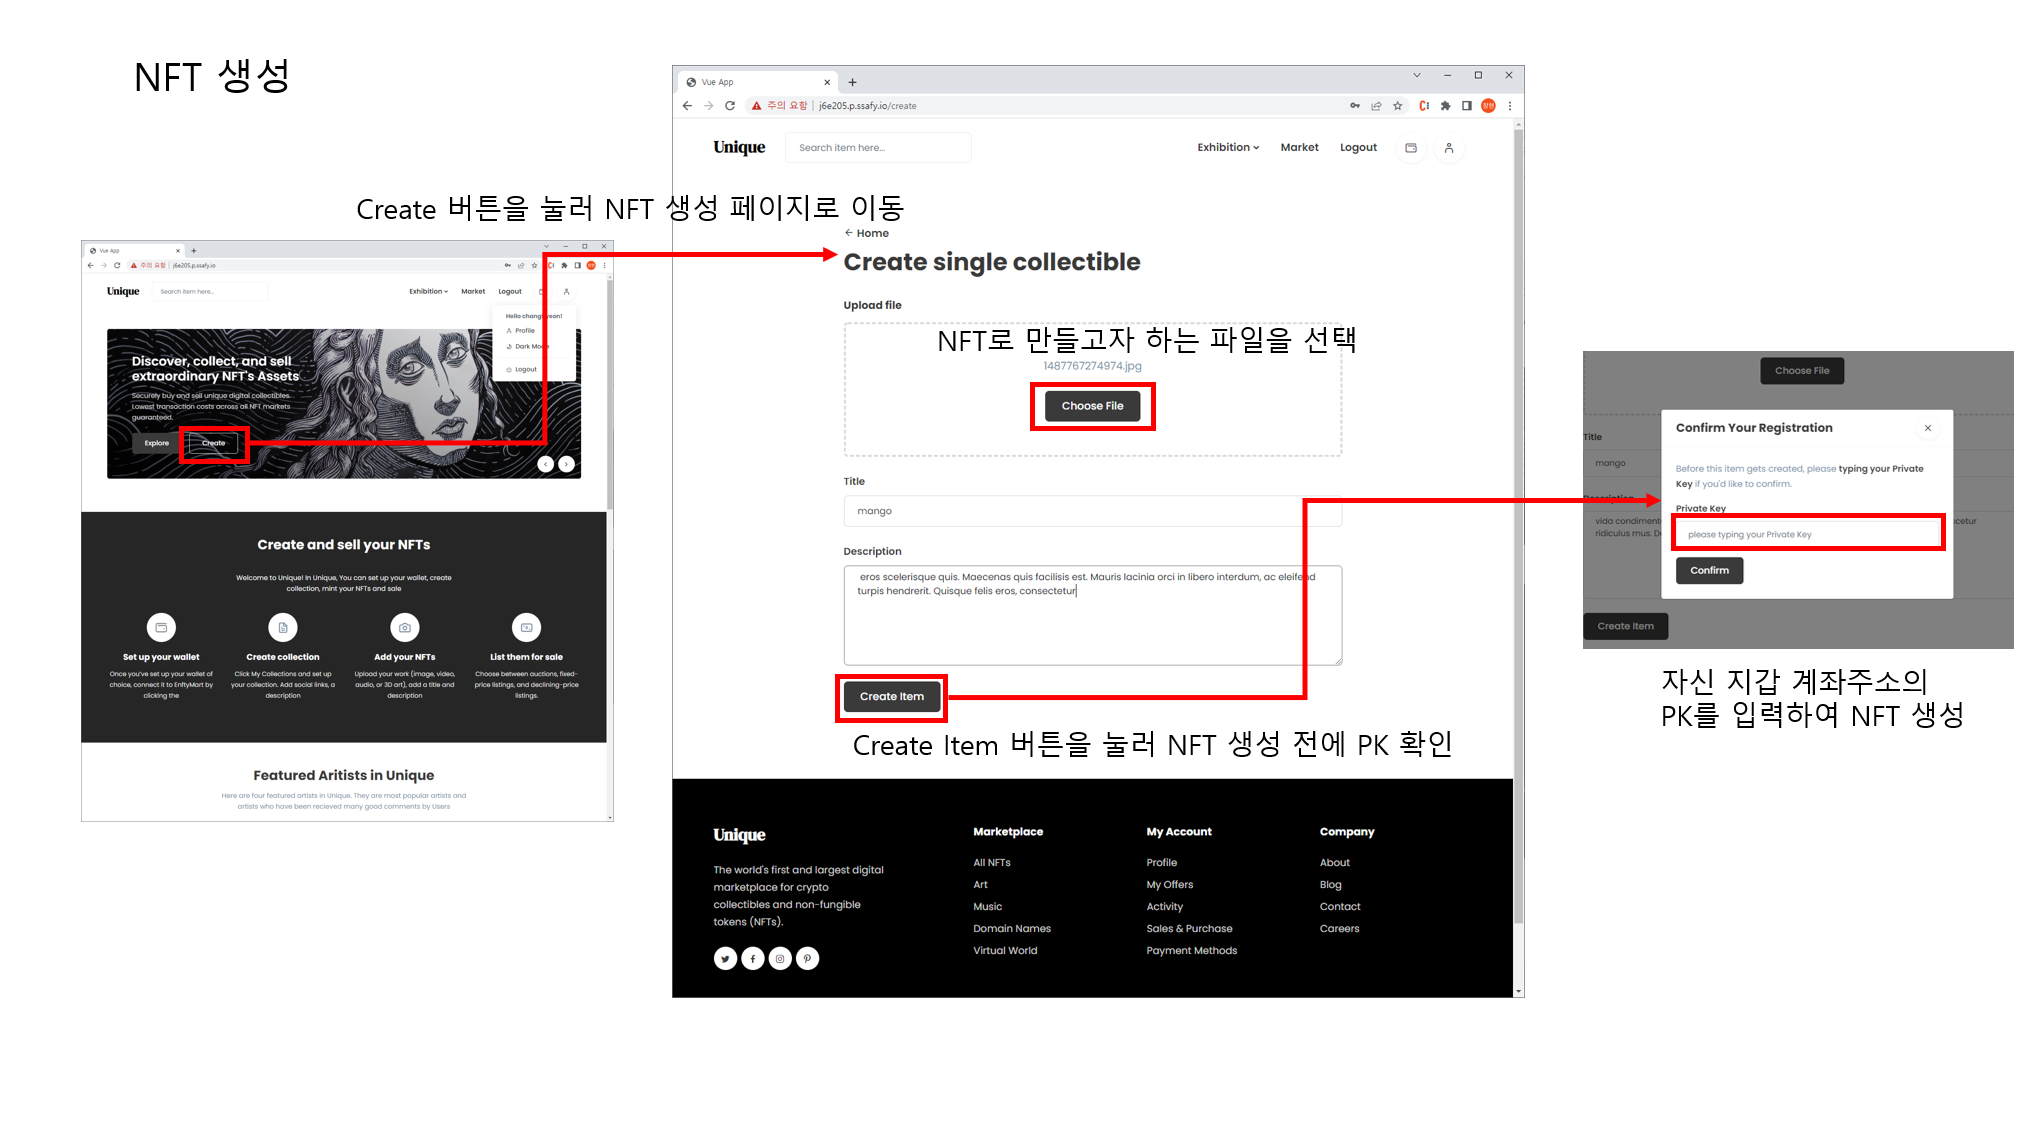 NFT 생성
Create 버튼을 눌러 NFT 생성 페이지로 이동
Vue App
주의 요함 | j6e205.p.ssafy.io
Unique
Search item here...
Exhibition
Market
Logout
Hello
Profile
Dark Mode
Logout
Discover, collect, and sell
extraordinary NFT's Assets
Securely buy and sell unique digital collectibles.
Lowest transaction costs across all NFT markets
guaranteed.
Explore
Create
Create and sell your NFTs
Welcome to Unique! In Unique, You can set up your wallet, create
collection, mint your NFTs and sale
Set up your wallet
Once you've set up your wallet of
choice, connect it to EnftyMart by
clicking the
Create collection
Click My Collections and set up
your collection. Add social links, a
description
Add your NFTs
Upload your work (image, video,
audio, or 3D art), add a title and
description
List them for sale
Choose between auctions, fixed-
price listings, and declining-price
listings.
Featured Aritists in Unique
Here are four featured artists in Unique. They are most popular artists and
artists who have been recieved many good comments by Users
Vue App
주의 요함 | j6e205.p.ssafy.io/create
Unique
Search item here...
Exhibition
Market
Logout
Home
Create single collectible
Upload file
NFT로 만들고자 하는 파일을 선택
1487767274974.jpg
Choose File
Title
mango
Description
eros scelerisque quis. Maecenas quis facilisis est. Mauris lacinia orci in libero interdum, ac eleifend
turpis hendrerit. Quisque felis eros, consectetur
Create Item
Create Item 버튼을 눌러 NFT 생성 전에 PK 확인
Unique
The world's first and largest digital
marketplace for crypto
collectibles and non-fungible
tokens (NFTs).
Marketplace
All NFTs
Art
Music
Domain Names
Virtual World
My Account
Profile
My Offers
Activity
Sales & Purchase
Payment Methods
Company
About
Blog
Contact
Careers
Choose File
Title
mango
Description
vida condiment
ridiculus mus. D
Confirm Your Registration
Before this item gets created, please typing your Private
Key if you'd like to confirm.
Private Key
please typing your Private Key
Confirm
Create Item
자신 지갑 계좌주소의
PK를 입력하여 NFT 생성